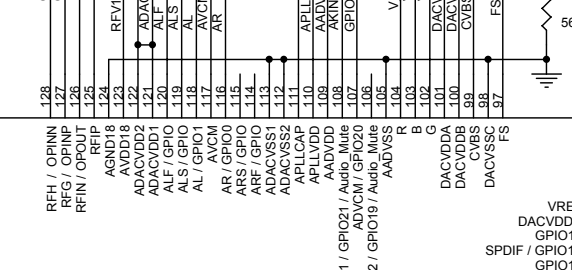 RFV1
ADAC
ALF
ALS
AL
AVCM
AR
APLL
AADV
AKIN
GPIO
V
DACV
DACV
CVBS
FS
56
128
127
126
125
124
123
122
121
120
119
118
117
116
115
114
113
112
111
110
109
108
107
106
105
104
103
102
101
100
99
98
97
RFH / OPINN
RFG / OPINP
RFIN / OPOUT
RFIP
AGND18
AVDD18
ADACVDD2
ADACVDD1
ALF / GPIO
ALS / GPIO
AL / GPIO1
AVCM
AR / GPIO0
ARS / GPIO
ARF / GPIO
ADACVSS1
ADACVSS2
APLLCAP
APLLVDD
AADVDD
1 / GPIO21 / Audio_Mute
ADVCM / GPIO20
2 / GPIO19 / Audio_Mute
AADVSS
R
B
G
DACVDDA
DACVDDB
CVBS
DACVSSC
FS
VRE
DACVDD
GPIO1
SPDIF / GPIO1
GPIO1